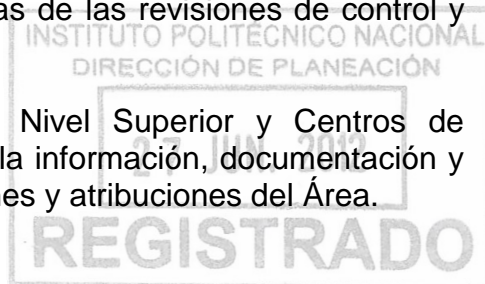 as de las revisiones de control y
INSTITUTO POLITÉCNICO NACIONAL
DIRECCIÓN DE PLANEACIÓN
Nivel Superior y Centros de
27 JUN. 2012
la información, documentación y
nes y atribuciones del Área.
REGISTRADO